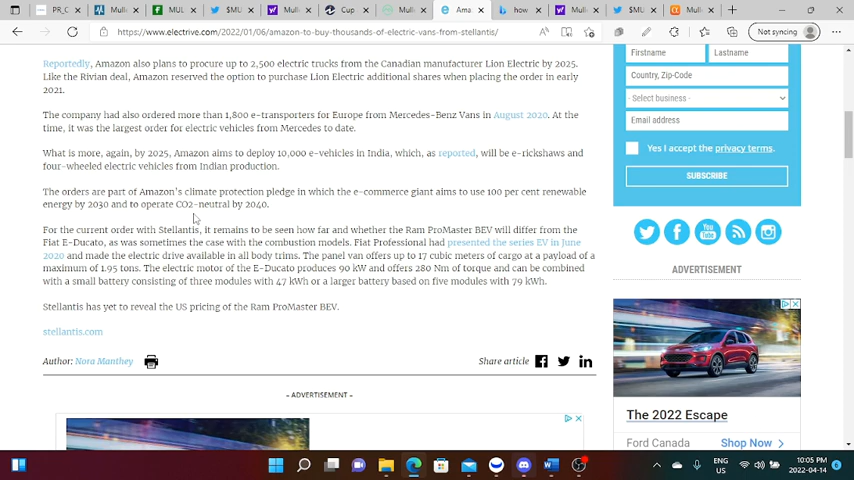 PR_C
Mulle
MUL
$MU
Mulle
Cup
Mulle
Ama
how
Mulle
$MU
Mulle
https://www.electrive.com/2022/01/06/amazon-to-buy-thousands-of-electric-vans-from-stellantis/
Not syncing
Reportedly, Amazon also plans to procure up to 2,500 electric trucks from the Canadian manufacturer Lion Electric by 2025.
Like the Rivian deal, Amazon reserved the option to purchase Lion Electric additional shares when placing the order in early
2021.
The company had also ordered more than 1,800 e-transporters for Europe from Mercedes-Benz Vans in August 2020. At the
time, it was the largest order for electric vehicles from Mercedes to date.
What is more, again, by 2025, Amazon aims to deploy 10,000 e-vehicles in India, which, as reported, will be e-rickshaws and
four-wheeled electric vehicles from Indian production.
The orders are part of Amazon's climate protection pledge in which the e-commerce giant aims to use 100 per cent renewable
energy by 2030 and to operate CO2-neutral by 2040.
For the current order with Stellantis, it remains to be seen how far and whether the Ram ProMaster BEV will differ from the
Fiat E-Ducato, as was sometimes the case with the combustion models. Fiat Professional had presented the series EV in June
2020 and made the electric drive available in all body trims. The panel van offers up to 17 cubic meters of cargo at a payload of a
maximum of 1.95 tons. The electric motor of the E-Ducato produces 90 kW and offers 280 Nm of torque and can be combined
with a small battery consisting of three modules with 47 kWh or a larger battery based on five modules with 79 kWh.
Stellantis has yet to reveal the US pricing of the Ram ProMaster BEV.
stellantis.com
Author: Nora Manthey
Share article
- ADVERTISEMENT -
Firstname
Lastname
Country, Zip-Code
- Select business -
Email address
Yes I accept the privacy terms.
SUBSCRIBE
You Tube
ADVERTISEMENT
The 2022 Escape
Ford Canada
Shop Now
ENG
US
10:05 PM
2022-04-14
6